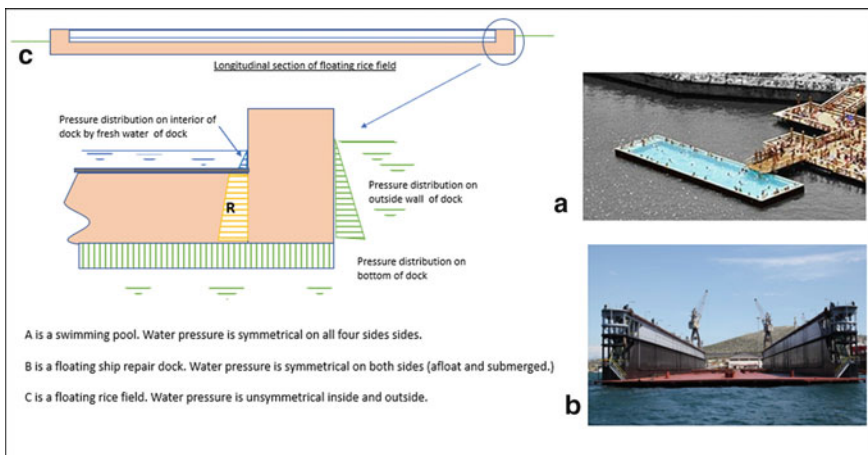 c
Longitudinal section of floating rice field
Pressure distribution on interior of
dock by fresh water of dock
R
Pressure distribution on
outside wall of dock
Pressure distribution on
bottom of dock
a
b
A is a swimming pool. Water pressure is symmetrical on all four sides sides.
B is a floating ship repair dock. Water pressure is symmetrical on both sides (afloat and submerged.)
C is a floating rice field. Water pressure is unsymmetrical inside and outside.